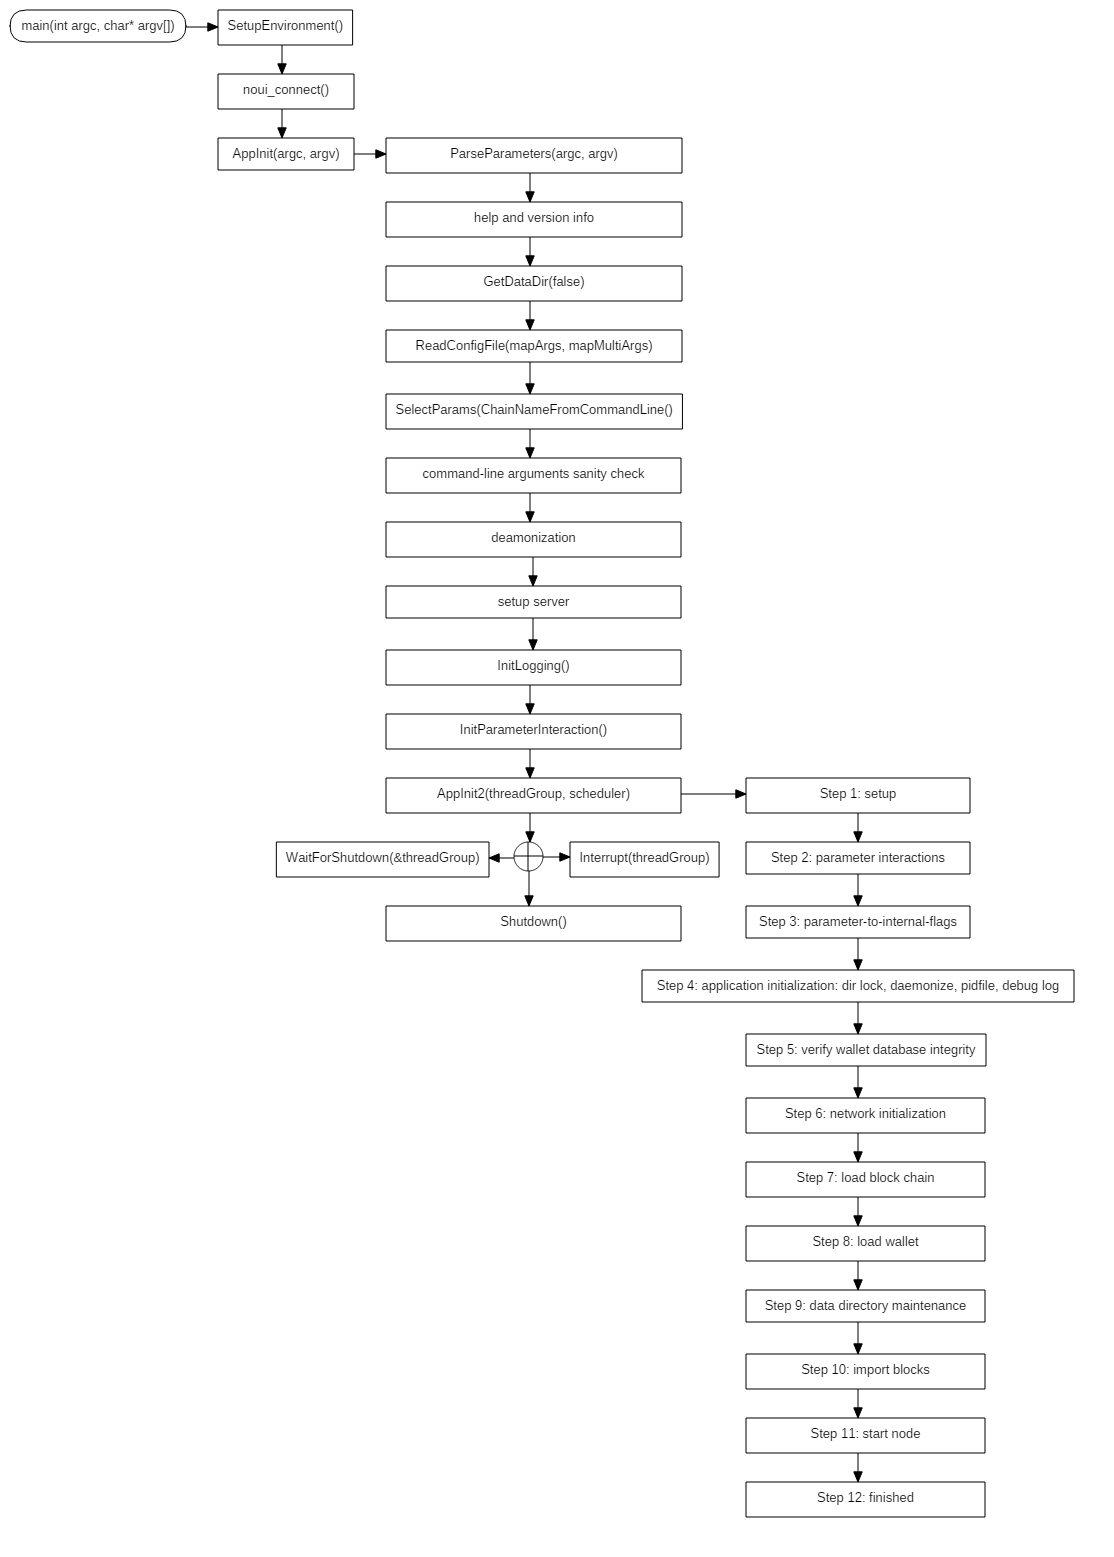 main(int argc, char* argv[])
SetupEnvironment()
noui_connect()
AppInit(argc, argv)
ParseParameters(argc, argv)
help and version info
GetDataDir(false)
ReadConfigFile(mapArgs, mapMultiArgs)
SelectParams(ChainNameFromCommandLine()
command-line arguments sanity check
deamonization
setup server
InitLogging()
InitParameterInteraction()
AppInit2(threadGroup, scheduler)
WaitForShutdown(&threadGroup)
Interrupt(threadGroup)
Shutdown()
Step 1: setup
Step 2: parameter interactions
Step 3: parameter-to-internal-flags
Step 4: application initialization: dir lock, daemonize, pidfile, debug log
Step 5: verify wallet database integrity
Step 6: network initialization
Step 7: load block chain
Step 8: load wallet
Step 9: data directory maintenance
Step 10: import blocks
Step 11: start node
Step 12: finished